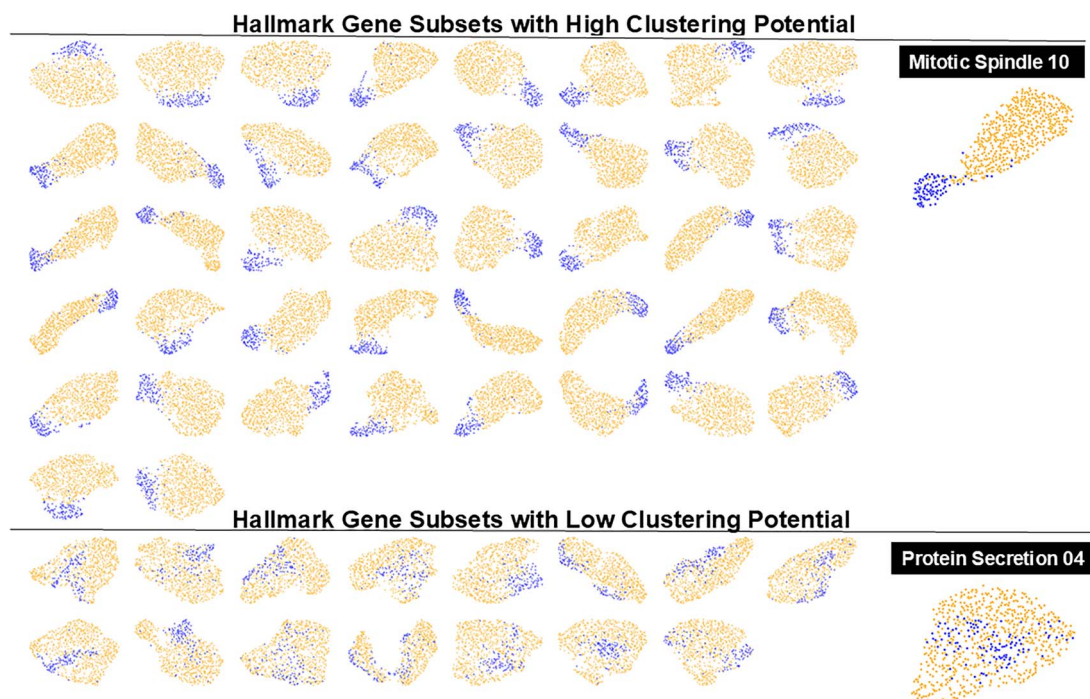 Hallmark Gene Subsets with High Clustering Potential
Mitotic Spindle 10
Hallmark Gene Subsets with Low Clustering Potential
Protein Secretion 04